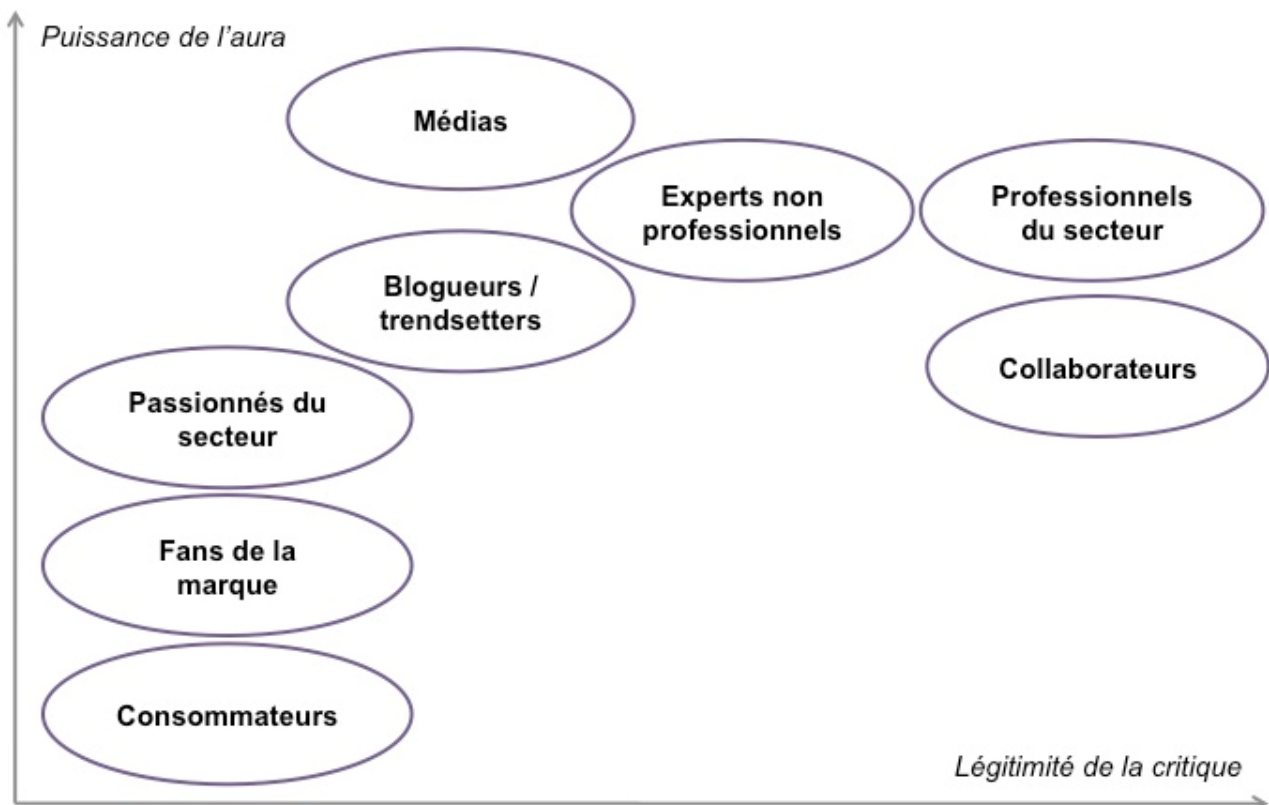 Puissance de l'aura
Médias
Experts non
professionnels
Professionnels
du secteur
Blogueurs /
trendsetters
Collaborateurs
Passionnés du
secteur
Fans de la
marque
Consommateurs
Légitimité de la critique